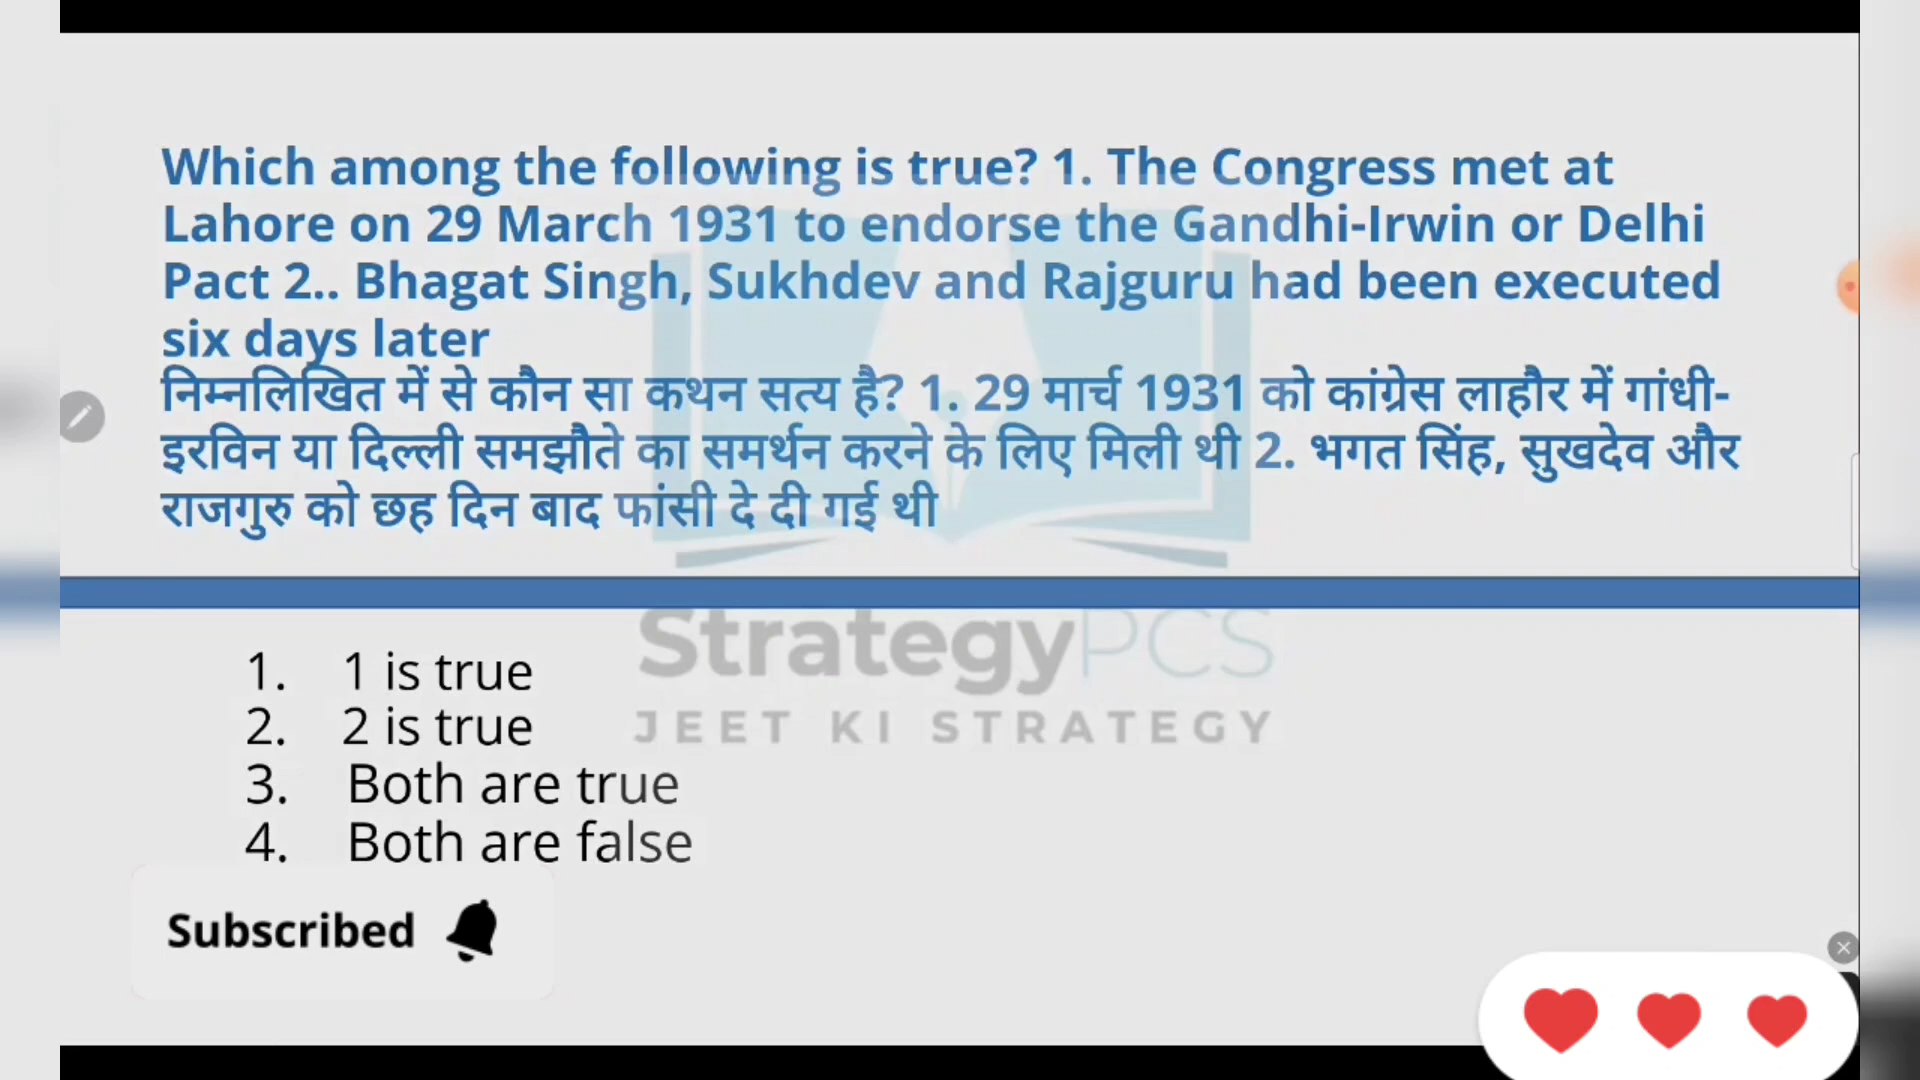 Which among the following is true? 1. The Congress met at
Lahore on 29 March 1931 to endorse the Gandhi-Irwin or Delhi
Pact 2.. Bhagat Singh, Sukhdev and Rajguru had been executed
six days later
निम्नलिखित में से कौन सा कथन सत्य है? 1. 29 मार्च 1931 को कांग्रेस लाहौर में गांधी-
इरविन या दिल्ली समझौते का समर्थन करने के लिए मिली थी 2. भगत सिंह, सुखदेव और
राजगुरु को छह दिन बाद फांसी दे दी गई थी
StrategyPCS
JEET KI STRATEGY
1. 1 is true
2. 2 is true
3. Both are true
4. Both are false
Subscribed